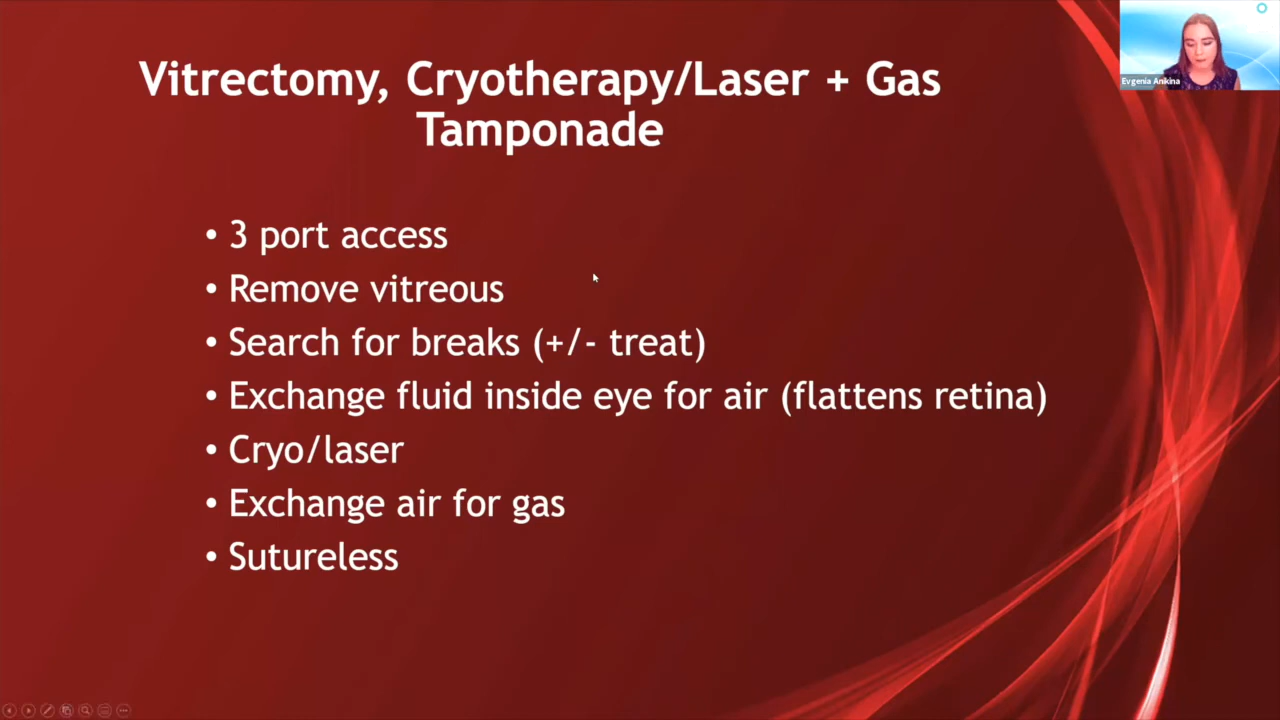 Vitrectomy, Cryotherapy/Laser + Gas
Tamponade
• 3 port access
• Remove vitreous
• Search for breaks (+/- treat)
• Exchange fluid inside eye for air (flattens retina)
• Cryo/laser
• Exchange air for gas
• Sutureless
Evgenia Anikina